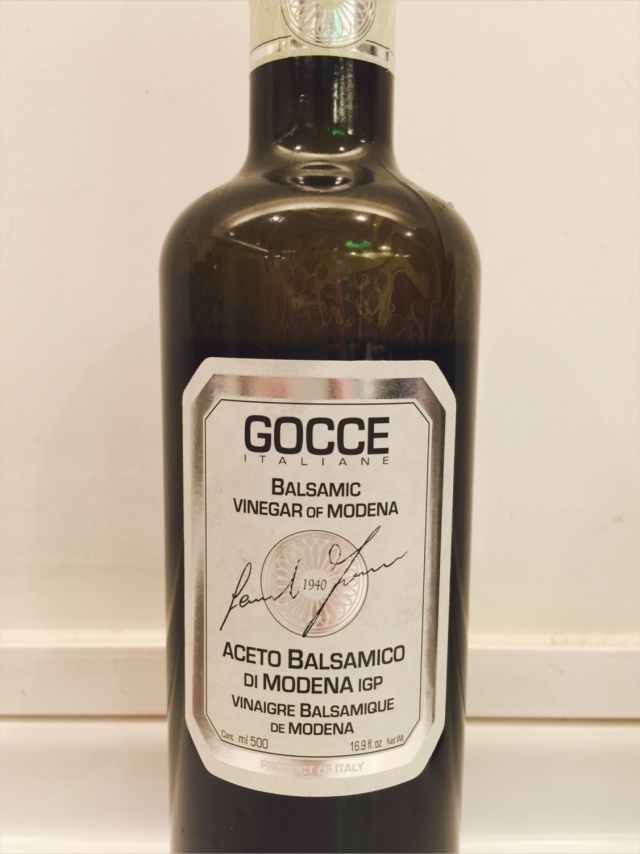 GOCCE
ITALIANE
BALSAMIC
VINEGAR OF MODENA
1940
ACETO BALSAMICO
DI MODENA IGP
VINAIGRE BALSAMIQUE
DE MODENA
Cont. ml 500 16.9 fl. oz Net Wt.
PRODUCT OF ITALY